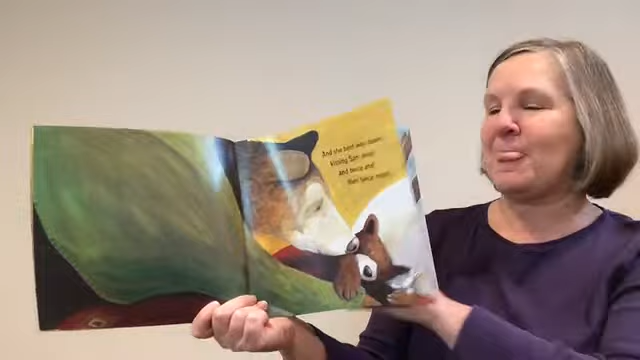 And she bent way down,
kissing Sam once
and twice and
then twice more.